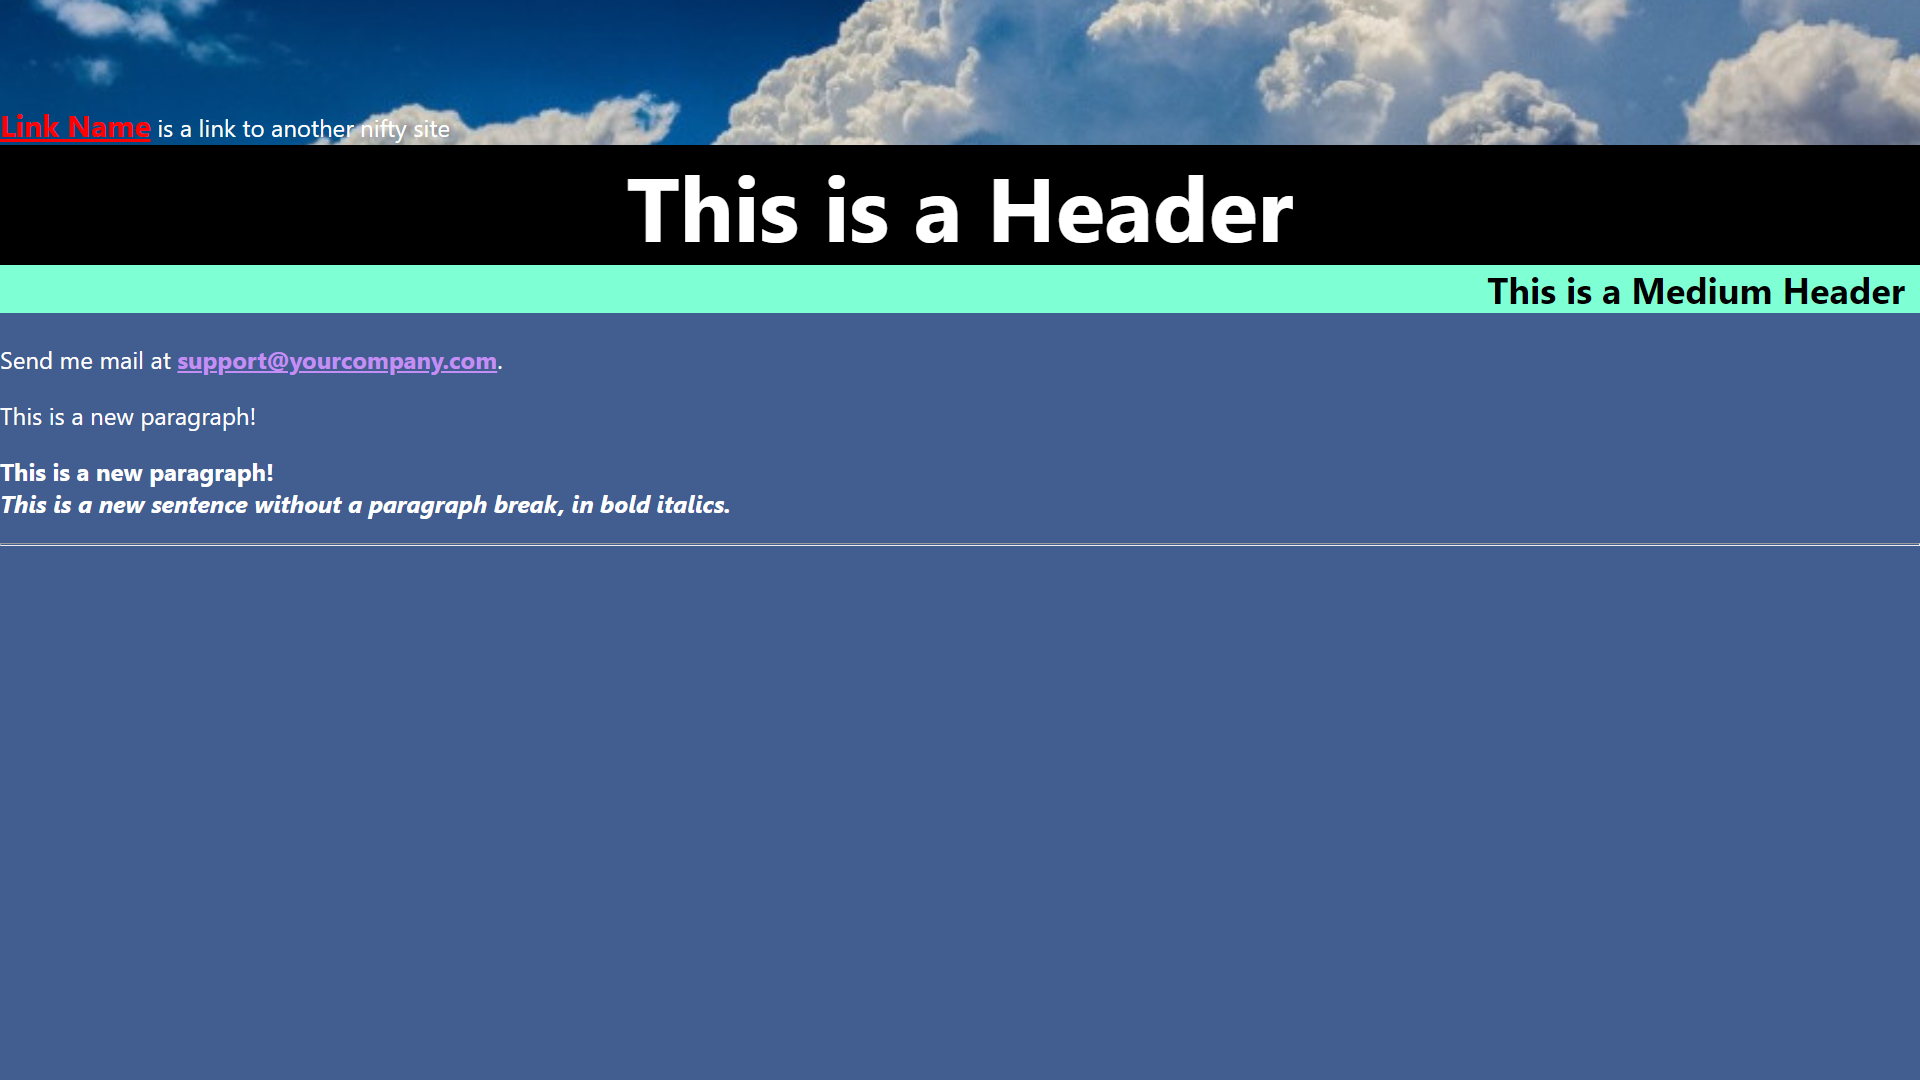 Link Name is a link to another nifty site
This is a Header
This is a Medium Header
Send me mail at support@yourcompany.com.
This is a new paragraph!
This is a new paragraph!
This is a new sentence without a paragraph break, in bold italics.